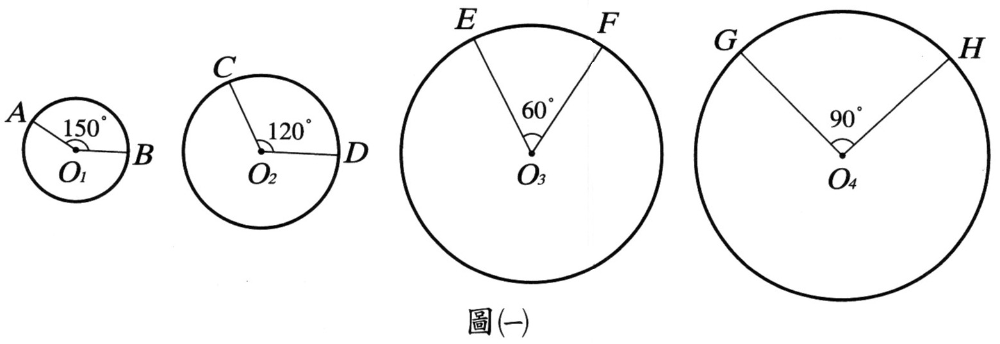 A 150° B O₁
C 120° D O₂
E F 60° O₃
G H 90° O₄
圖(一)